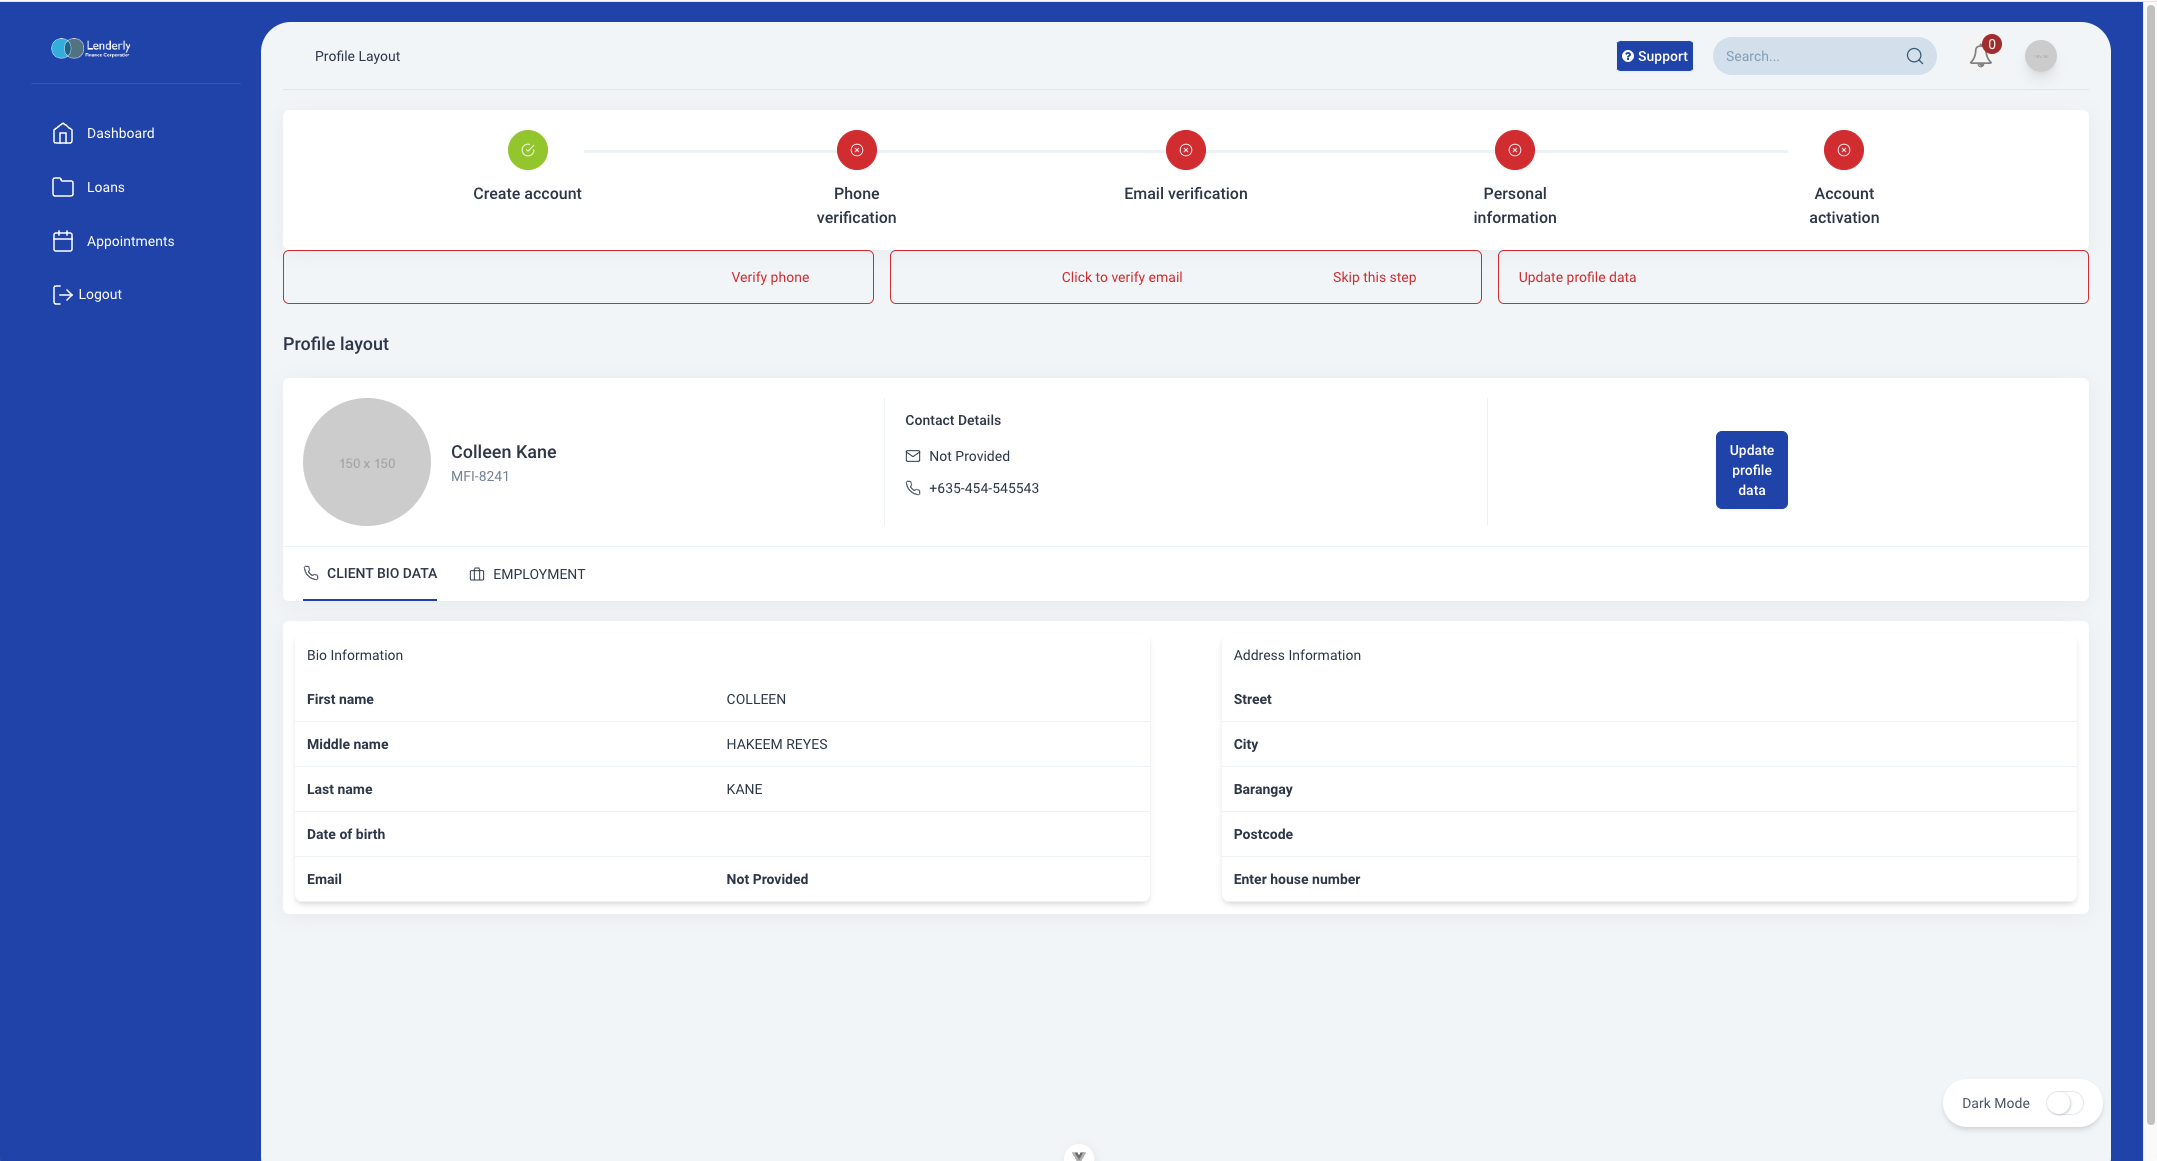 Lenderly
Finance Corporation
Profile Layout
Support
Search...
0
Dashboard
Loans
Appointments
Logout
Create account
Phone
verification
Email verification
Personal
information
Account
activation
Verify phone
Click to verify email
Skip this step
Update profile data
Profile layout
150 x 150
Colleen Kane
MFI-8241
Contact Details
Not Provided
+635-454-545543
Update
profile
data
CLIENT BIO DATA
EMPLOYMENT
Bio Information
First name COLLEEN
Middle name HAKEEM REYES
Last name KANE
Date of birth
Email Not Provided
Address Information
Street
City
Barangay
Postcode
Enter house number
Dark Mode